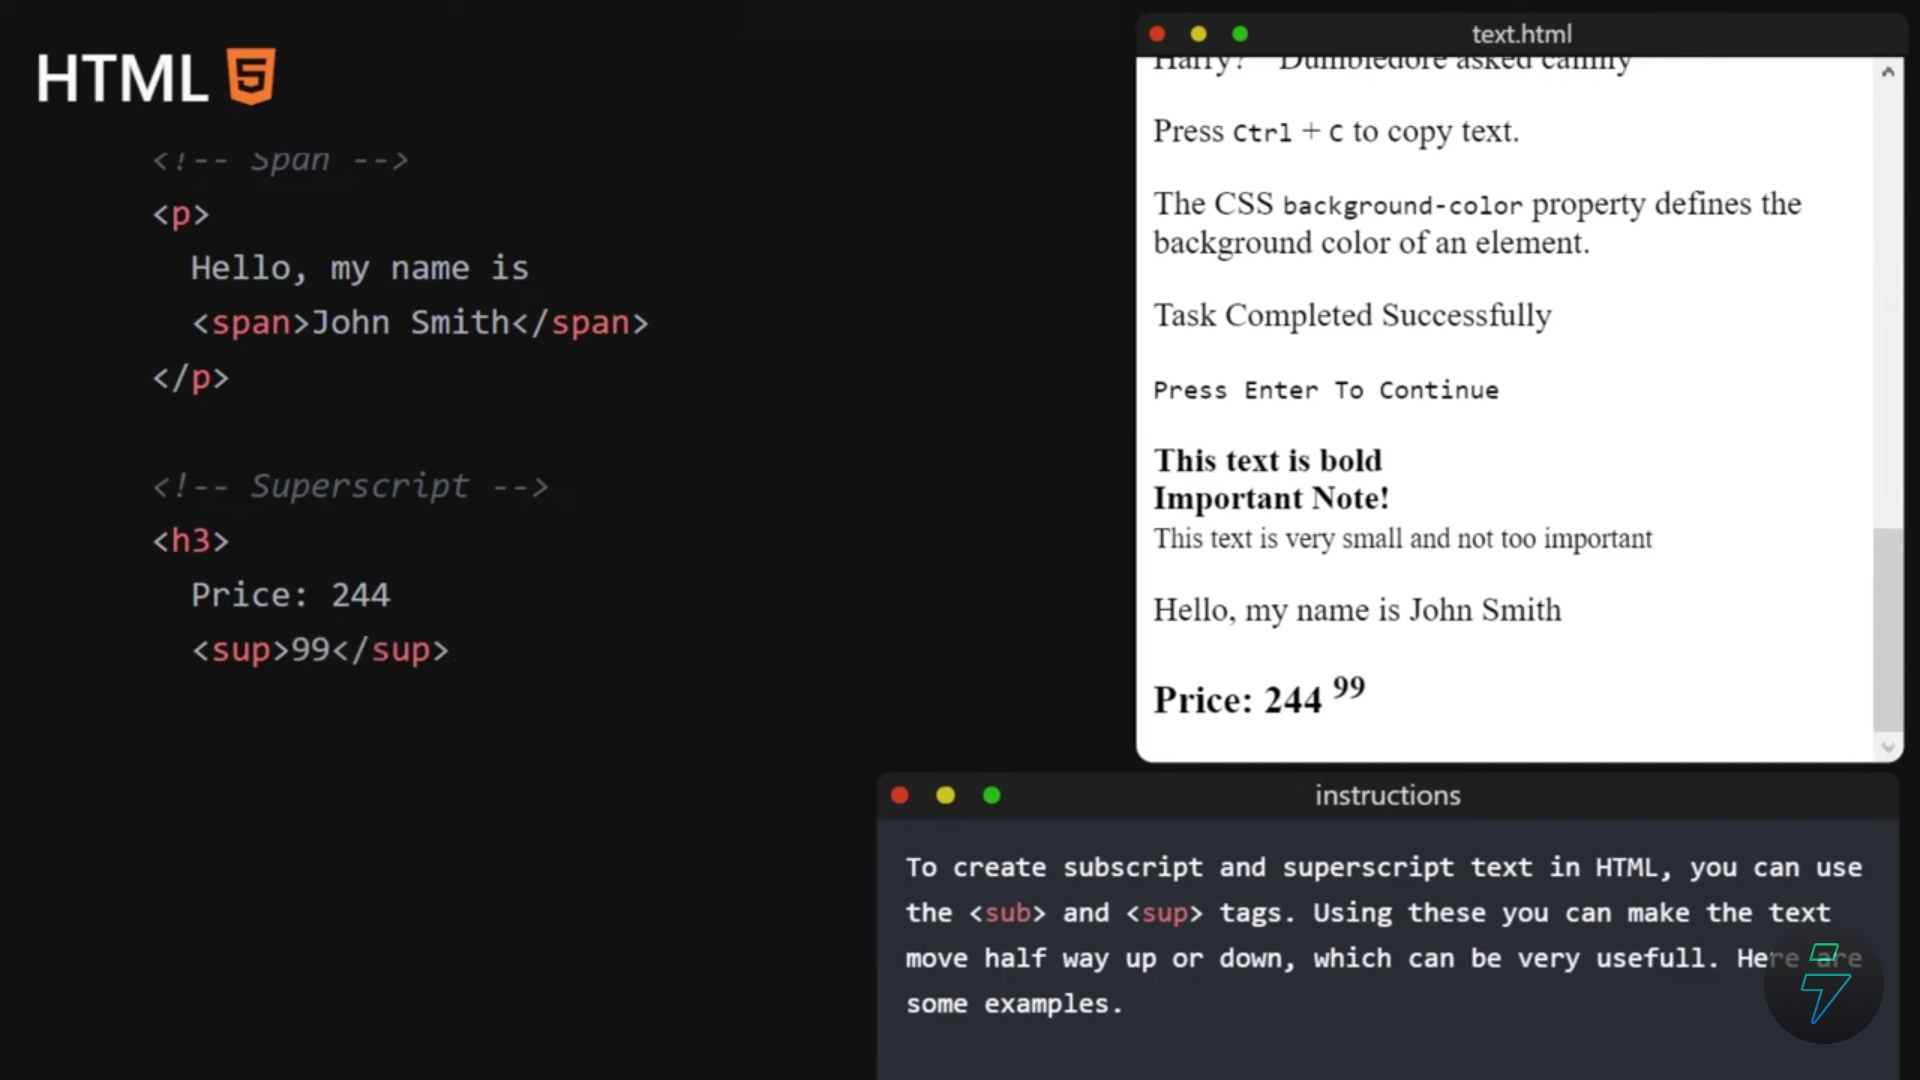 HTML 5
<!-- Span -->
<p>
Hello, my name is
<span>John Smith</span>
</p>
<!-- Superscript -->
<h3>
Price: 244
<sup>99</sup>
text.html
Harry?" Dumbledore asked calmly
Press Ctrl + C to copy text.
The CSS background-color property defines the
background color of an element.
Task Completed Successfully
Press Enter To Continue
This text is bold
Important Note!
This text is very small and not too important
Hello, my name is John Smith
Price: 244 99
instructions
To create subscript and superscript text in HTML, you can use
the <sub> and <sup> tags. Using these you can make the text
move half way up or down, which can be very usefull. Here are
some examples.